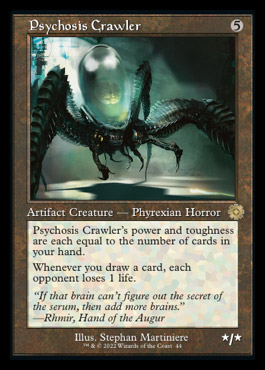 Psychosis Crawler 5
Artifact Creature — Phyrexian Horror
Psychosis Crawler's power and toughness
are each equal to the number of cards in
your hand.
Whenever you draw a card, each
opponent loses 1 life.
"If that brain can't figure out the secret of
the serum, then add more brains."
—Rhmir, Hand of the Augur
Illus. Stephan Martiniere
™ & © 2022 Wizards of the Coast 44
*/*